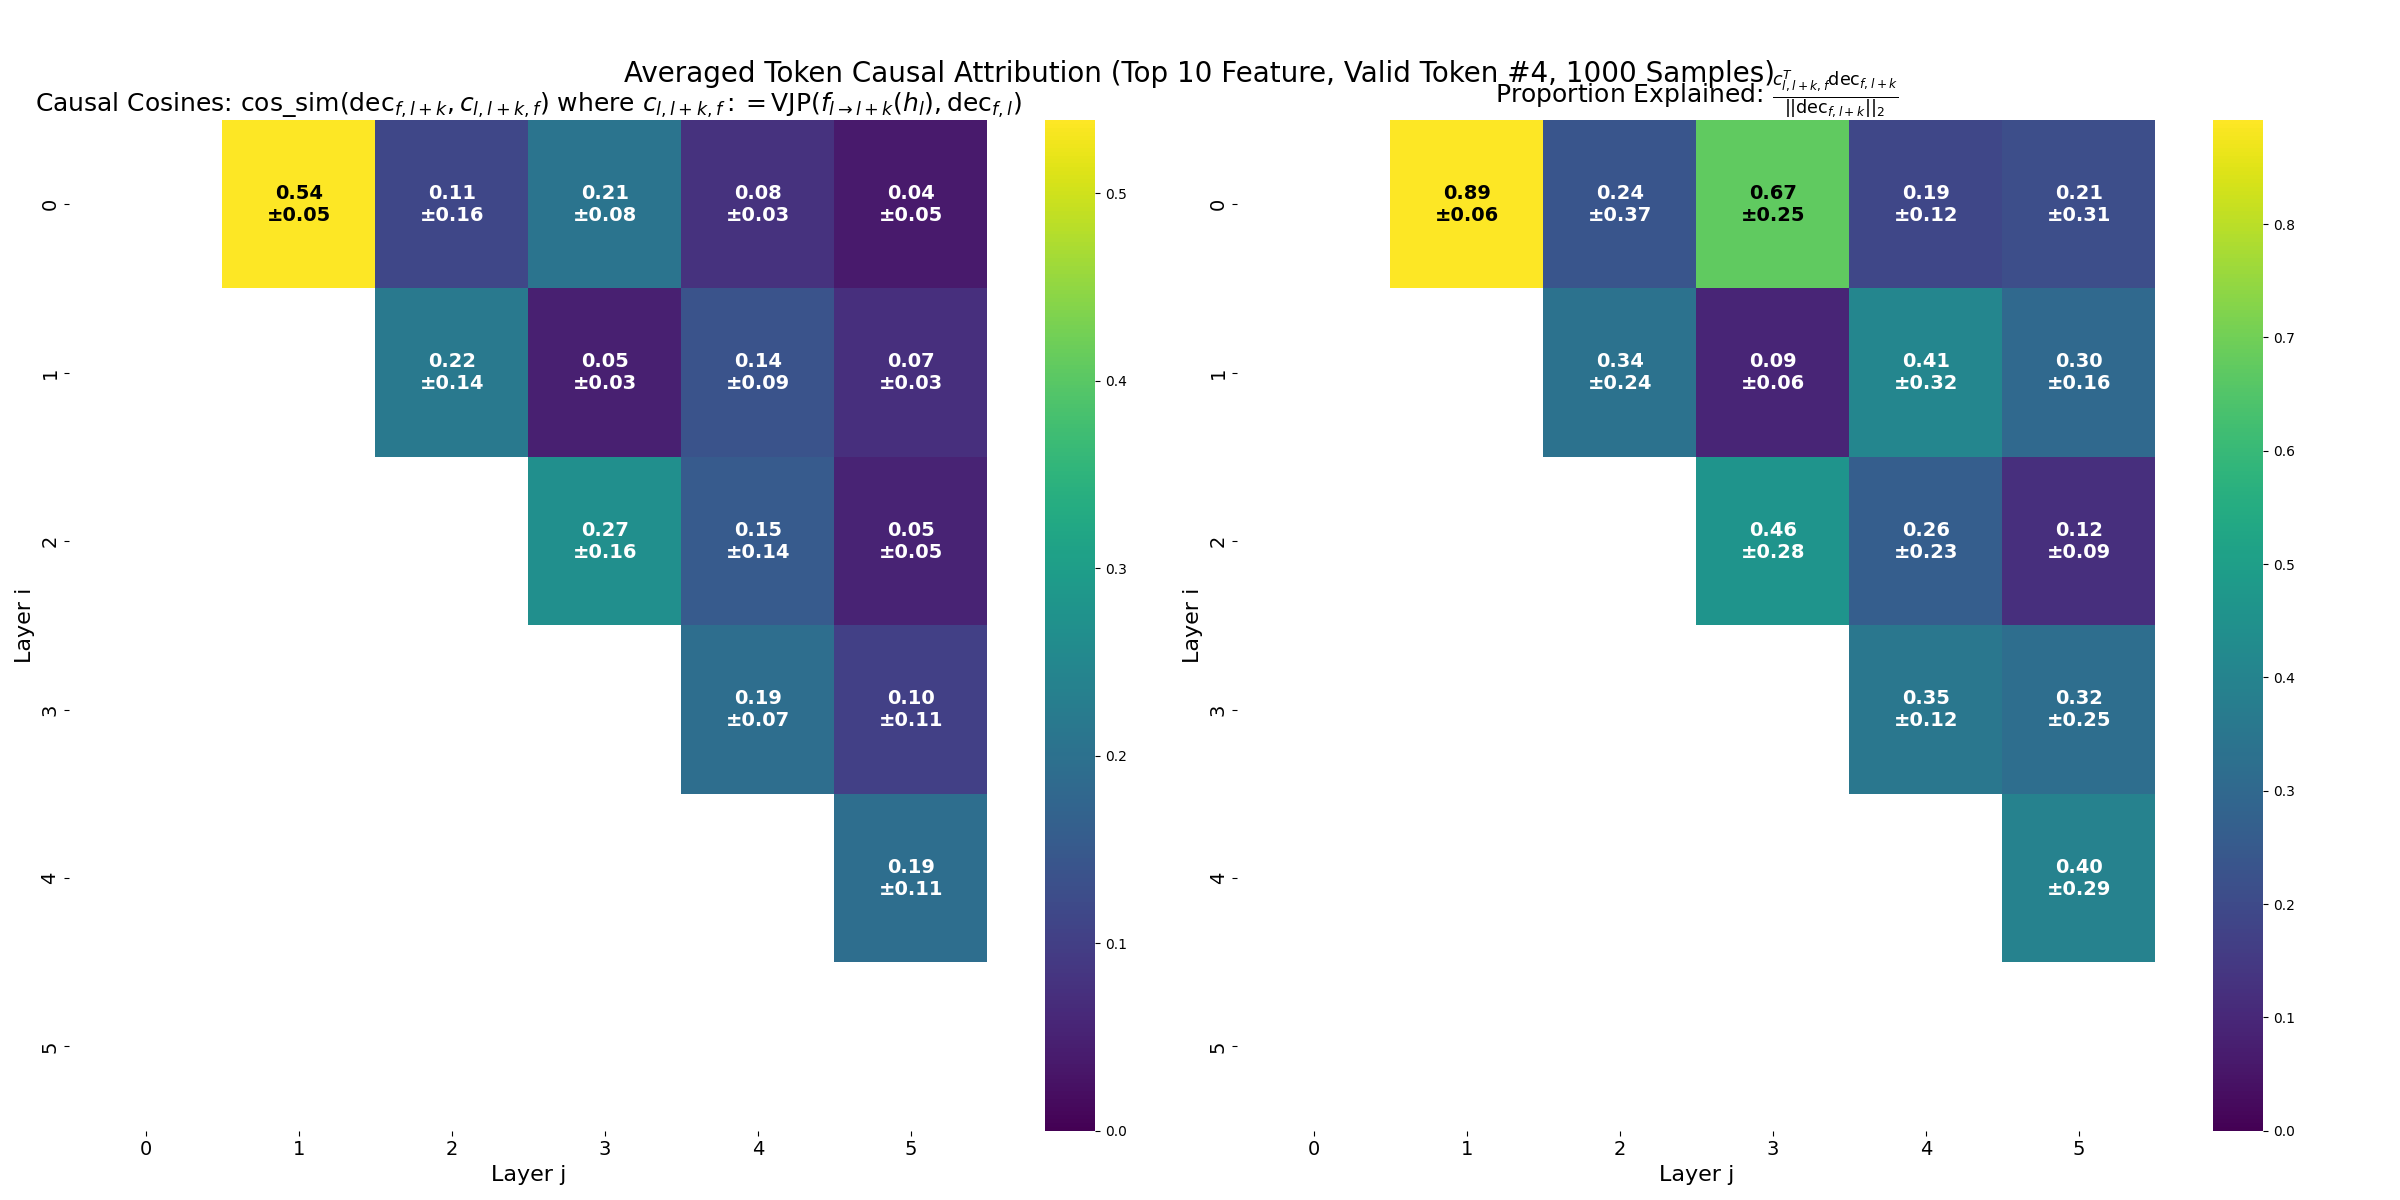 Averaged Token Causal Attribution (Top 10 Feature, Valid Token #4, 1000 Samples)
Causal Cosines: cos_sim(dec_{f, l+k}, c_{l, l+k, f}) where c_{l, l+k, f} := VJP(f_{l→l+k}(h_l), dec_{f, l})
0.54 0.11 0.21 0.08 0.04
±0.05 ±0.16 ±0.08 ±0.03 ±0.05
0.22 0.05 0.14 0.07
±0.14 ±0.03 ±0.09 ±0.03
0.27 0.15 0.05
±0.16 ±0.14 ±0.05
0.19 0.10
±0.07 ±0.11
0.19
±0.11
0
1
2
3
4
5
Layer i
0 1 2 3 4 5
Layer j
0.5
0.4
0.3
0.2
0.1
0.0
Proportion Explained: \frac{c^T_{l, l+k, f} dec_{f, l+k}}{||dec_{f, l+k}||_2}
0.89 0.24 0.67 0.19 0.21
±0.06 ±0.37 ±0.25 ±0.12 ±0.31
0.34 0.09 0.41 0.30
±0.24 ±0.06 ±0.32 ±0.16
0.46 0.26 0.12
±0.28 ±0.23 ±0.09
0.35 0.32
±0.12 ±0.25
0.40
±0.29
0
1
2
3
4
5
Layer i
0 1 2 3 4 5
Layer j
0.8
0.7
0.6
0.5
0.4
0.3
0.2
0.1
0.0